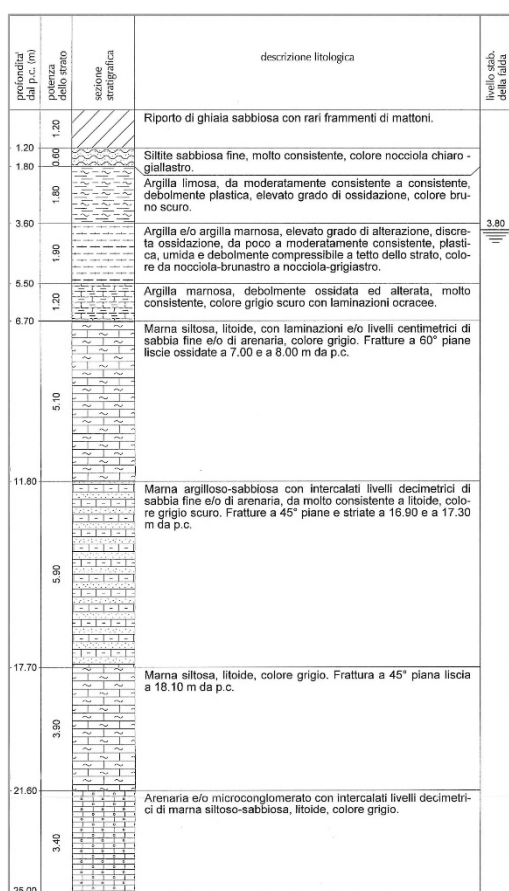 profondita' dal p.c. (m)
potenza dello strato
sezione stratigrafica
descrizione litologica
livello stab. della falda
1.20
Riporto di ghiaia sabbiosa con rari frammenti di mattoni.
1.20
0.60
Siltite sabbiosa fine, molto consistente, colore nocciola chiaro -
giallastro.
1.80
1.80
Argilla limosa, da moderatamente consistente a consistente,
debolmente plastica, elevato grado di ossidazione, colore bru-
no scuro.
3.60
3.80
1.90
Argilla e/o argilla marnosa, elevato grado di alterazione, discre-
ta ossidazione, da poco a moderatamente consistente, plasti-
ca, umida e debolmente compressibile a tetto dello strato, colo-
re da nocciola-brunastro a nocciola-grigiastro.
5.50
1.20
Argilla marnosa, debolmente ossidata ed alterata, molto
consistente, colore grigio scuro con laminazioni ocracee.
6.70
5.10
Marna siltosa, litoide, con laminazioni e/o livelli centimetrici di
sabbia fine e/o di arenaria, colore grigio. Fratture a 60° piane
liscie ossidate a 7.00 e a 8.00 m da p.c.
11.80
5.90
Marna argilloso-sabbiosa con intercalati livelli decimetrici di
sabbia fine e/o di arenaria, da molto consistente a litoide, colo-
re grigio scuro. Fratture a 45° piane e striate a 16.90 e a 17.30
m da p.c.
17.70
3.90
Marna siltosa, litoide, colore grigio. Frattura a 45° piana liscia
a 18.10 m da p.c.
21.60
3.40
Arenaria e/o microconglomerato con intercalati livelli decimetri-
ci di marna siltoso-sabbiosa, litoide, colore grigio.
25.00